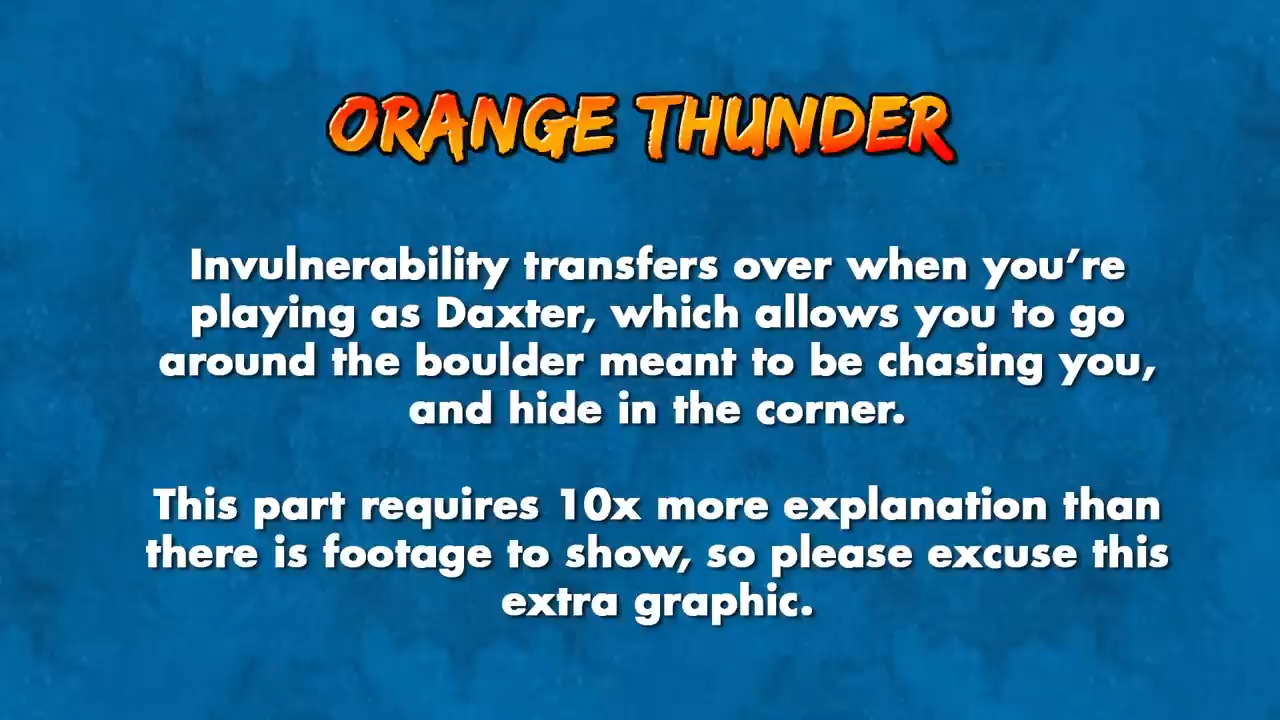 ORANGE THUNDER
Invulnerability transfers over when you’re
playing as Daxter, which allows you to go
around the boulder meant to be chasing you,
and hide in the corner.
This part requires 10x more explanation than
there is footage to show, so please excuse this
extra graphic.